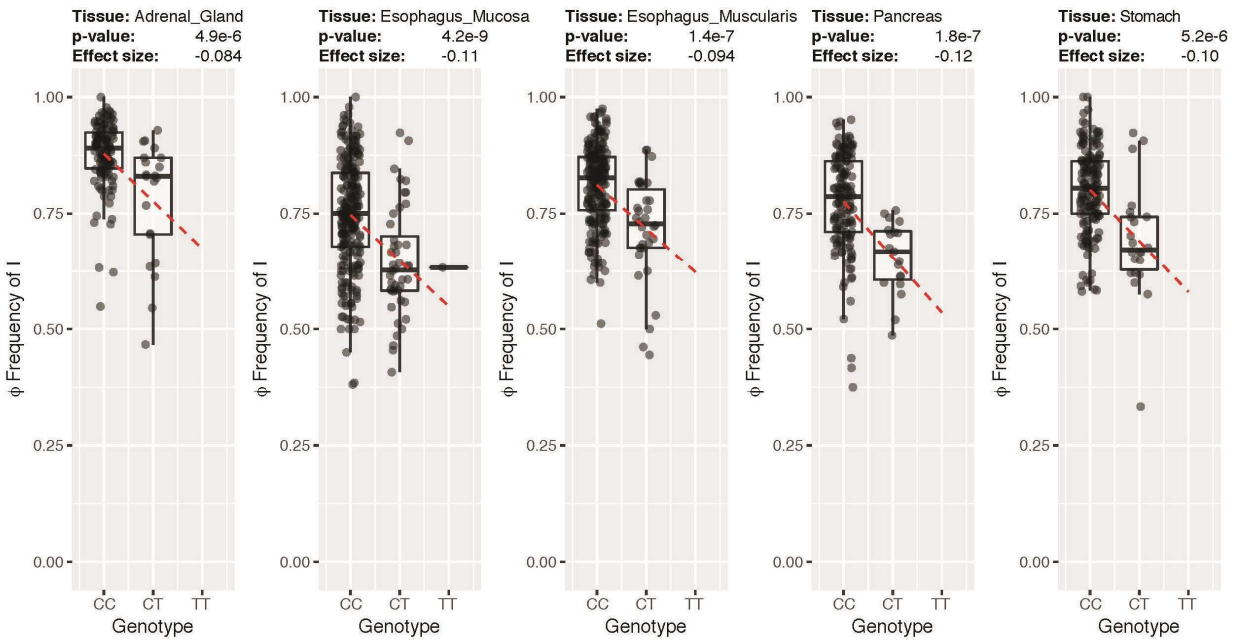 Tissue: Adrenal_Gland
p-value: 4.9e-6
Effect size: -0.084
1.00
0.75
0.50
0.25
0.00
ϕ Frequency of I
CC CT TT
Genotype
Tissue: Esophagus_Mucosa
p-value: 4.2e-9
Effect size: -0.11
1.00
0.75
0.50
0.25
0.00
ϕ Frequency of I
CC CT TT
Genotype
Tissue: Esophagus_Muscularis
p-value: 1.4e-7
Effect size: -0.094
1.00
0.75
0.50
0.25
0.00
ϕ Frequency of I
CC CT TT
Genotype
Tissue: Pancreas
p-value: 1.8e-7
Effect size: -0.12
1.00
0.75
0.50
0.25
0.00
ϕ Frequency of I
CC CT TT
Genotype
Tissue: Stomach
p-value: 5.2e-6
Effect size: -0.10
1.00
0.75
0.50
0.25
0.00
ϕ Frequency of I
CC CT TT
Genotype